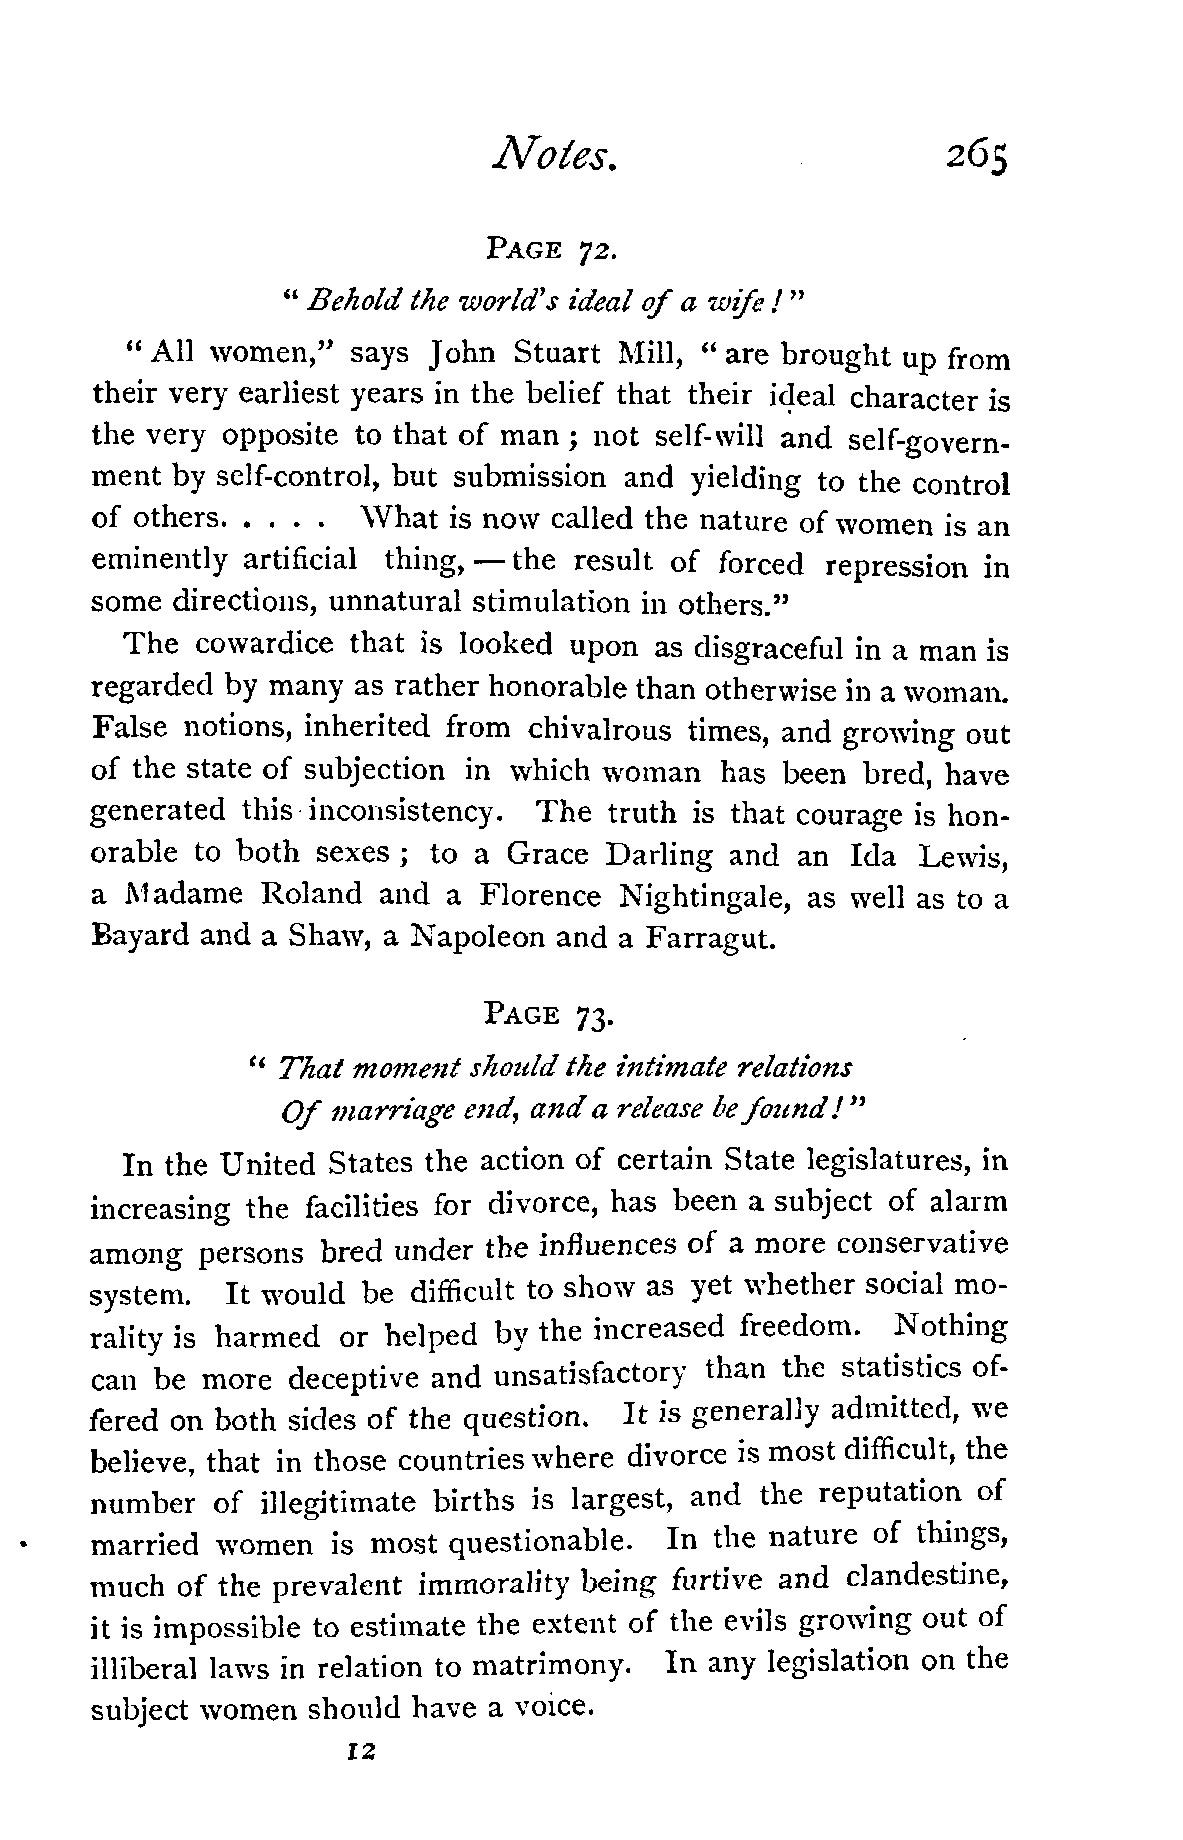 Notes. 265
PAGE 72.
“ Behold the world's ideal of a wife ! ”
“ All women,” says John Stuart Mill, “ are brought up from
their very earliest years in the belief that their ideal character is
the very opposite to that of man ; not self-will and self-govern-
ment by self-control, but submission and yielding to the control
of others. . . . . . What is now called the nature of women is an
eminently artificial thing, — the result of forced repression in
some directions, unnatural stimulation in others.”
The cowardice that is looked upon as disgraceful in a man is
regarded by many as rather honorable than otherwise in a woman.
False notions, inherited from chivalrous times, and growing out
of the state of subjection in which woman has been bred, have
generated this inconsistency. The truth is that courage is hon-
orable to both sexes ; to a Grace Darling and an Ida Lewis,
a Madame Roland and a Florence Nightingale, as well as to a
Bayard and a Shaw, a Napoleon and a Farragut.
PAGE 73.
“ That moment should the intimate relations
Of marriage end, and a release be found ! ”
In the United States the action of certain State legislatures, in
increasing the facilities for divorce, has been a subject of alarm
among persons bred under the influences of a more conservative
system. It would be difficult to show as yet whether social mo-
rality is harmed or helped by the increased freedom. Nothing
can be more deceptive and unsatisfactory than the statistics of-
fered on both sides of the question. It is generally admitted, we
believe, that in those countries where divorce is most difficult, the
number of illegitimate births is largest, and the reputation of
married women is most questionable. In the nature of things,
much of the prevalent immorality being furtive and clandestine,
it is impossible to estimate the extent of the evils growing out of
illiberal laws in relation to matrimony. In any legislation on the
subject women should have a voice.
12